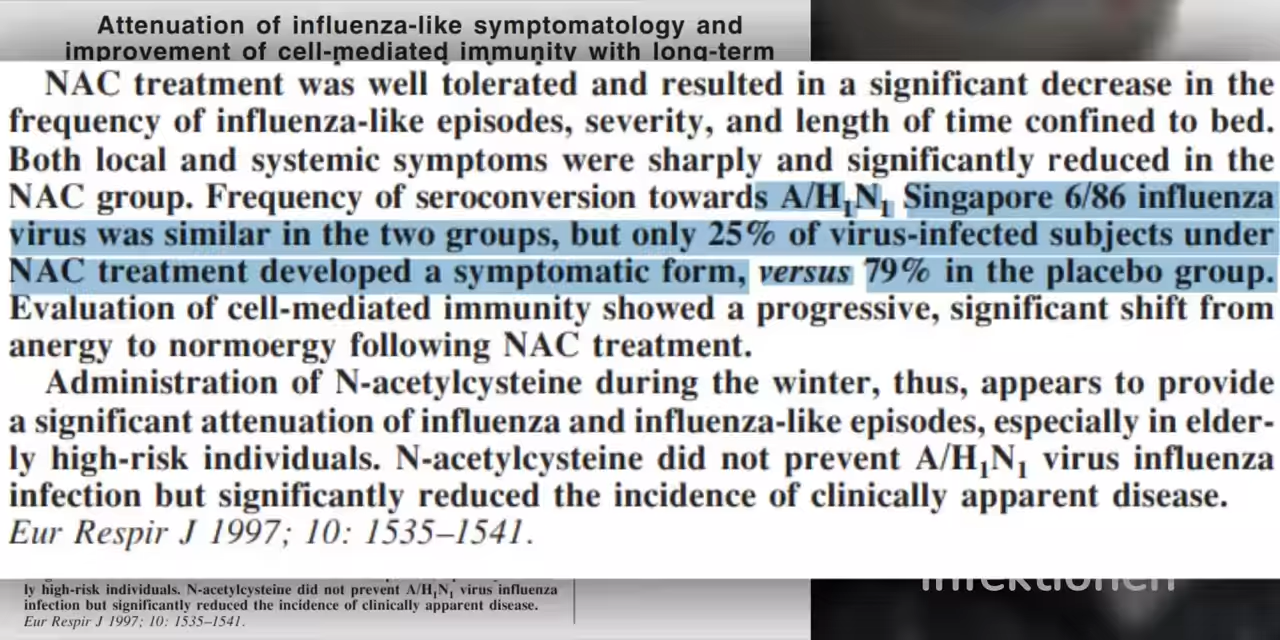 Attenuation of influenza-like symptomatology and
improvement of cell-mediated immunity with long-term
NAC treatment was well tolerated and resulted in a significant decrease in the
frequency of influenza-like episodes, severity, and length of time confined to bed.
Both local and systemic symptoms were sharply and significantly reduced in the
NAC group. Frequency of seroconversion towards A/H₁N₁ Singapore 6/86 influenza
virus was similar in the two groups, but only 25% of virus-infected subjects under
NAC treatment developed a symptomatic form, versus 79% in the placebo group.
Evaluation of cell-mediated immunity showed a progressive, significant shift from
anergy to normoergy following NAC treatment.
Administration of N-acetylcysteine during the winter, thus, appears to provide
a significant attenuation of influenza and influenza-like episodes, especially in elder-
ly high-risk individuals. N-acetylcysteine did not prevent A/H₁N₁ virus influenza
infection but significantly reduced the incidence of clinically apparent disease.
Eur Respir J 1997; 10: 1535–1541.
Infektionen
ly high-risk individuals. N-acetylcysteine did not prevent A/H₁N₁ virus influenza
infection but significantly reduced the incidence of clinically apparent disease.
Eur Respir J 1997; 10: 1535–1541.